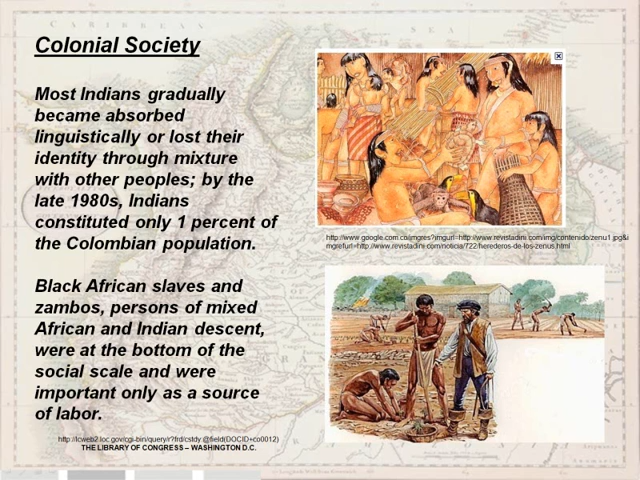 Colonial Society
Most Indians gradually
became absorbed
linguistically or lost their
identity through mixture
with other peoples; by the
late 1980s, Indians
constituted only 1 percent of
the Colombian population.
Black African slaves and
zambos, persons of mixed
African and Indian descent,
were at the bottom of the
social scale and were
important only as a source
of labor.
http://lcweb2.loc.gov/cgi-bin/query/r?frd/cstdy:@field(DOCID+co0012)
THE LIBRARY OF CONGRESS – WASHINGTON D.C.
http://www.google.com.co/imgres?imgurl=http://www.revistadini.com/img/contenido/zenu1.jpg&i
mgrefurl=http://www.revistadini.com/noticia/722/herederos-de-los-zenus.html